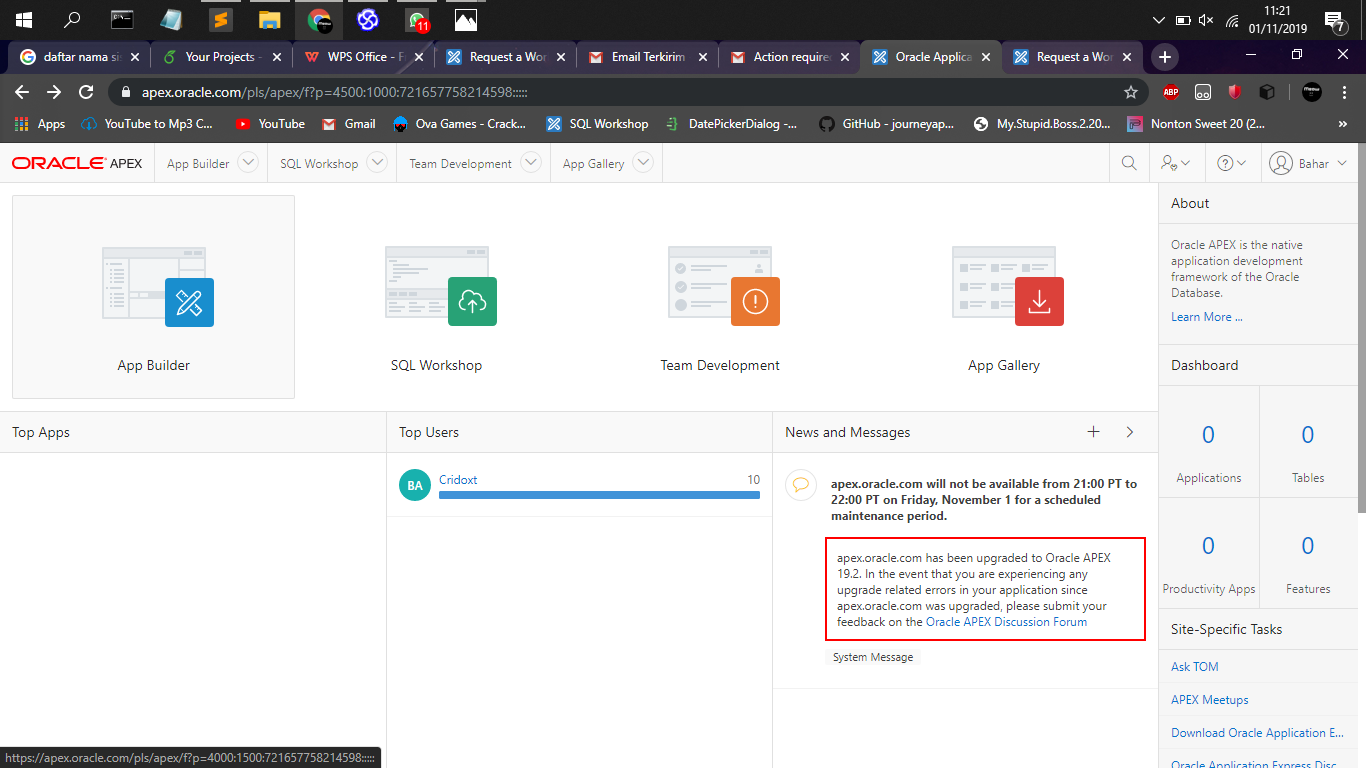 11
11:21
01/11/2019
7
daftar nama si
Your Projects -
WPS Office - F
Request a Wor
Email Terkirim
Action require
Oracle Applica
Request a Wor
apex.oracle.com/pls/apex/f?p=4500:1000:721657758214598:::::
ABP
Apps
YouTube to Mp3 C...
YouTube
Gmail
Ova Games - Crack...
SQL Workshop
DatePickerDialog -...
GitHub - journeyap...
My.Stupid.Boss.2.20...
Nonton Sweet 20 (2...
»
ORACLE APEX
App Builder
SQL Workshop
Team Development
App Gallery
Bahar
App Builder
SQL Workshop
Team Development
App Gallery
About
Oracle APEX is the native
application development
framework of the Oracle
Database.
Learn More ...
Dashboard
0
Applications
0
Tables
0
Productivity Apps
0
Features
Site-Specific Tasks
Ask TOM
APEX Meetups
Download Oracle Application E...
Oracle Application Express Disc
Top Apps
Top Users
BA
Cridoxt
10
News and Messages
apex.oracle.com will not be available from 21:00 PT to
22:00 PT on Friday, November 1 for a scheduled
maintenance period.
apex.oracle.com has been upgraded to Oracle APEX
19.2. In the event that you are experiencing any
upgrade related errors in your application since
apex.oracle.com was upgraded, please submit your
feedback on the Oracle APEX Discussion Forum
System Message
https://apex.oracle.com/pls/apex/f?p=4000:1500:721657758214598:::::